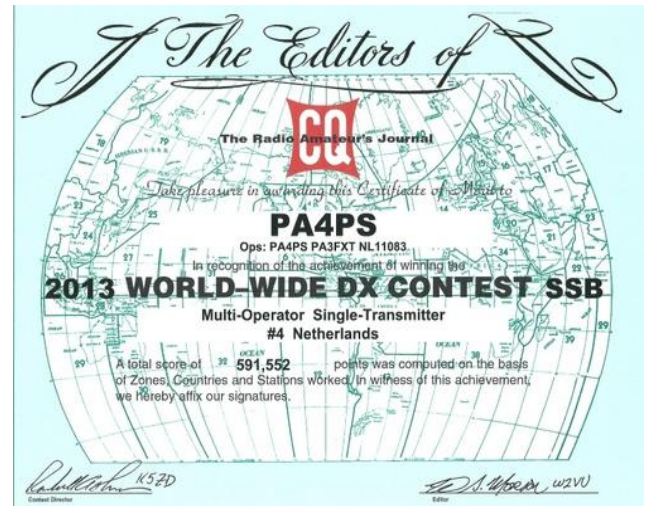 The Editors of
CQ
The Radio Amateur's Journal
Take pleasure in awarding this Certificate of Merit to
PA4PS
Ops: PA4PS PA3FXT NL11083
In recognition of the achievement of winning the
2013 WORLD–WIDE DX CONTEST SSB
Multi-Operator Single-Transmitter
#4 Netherlands
A total score of 591,552 points was computed on the basis
of Zones, Countries and Stations worked. In witness of this achievement,
we hereby affix our signatures.
K5ZD
W2VU
Contest Director
Editor